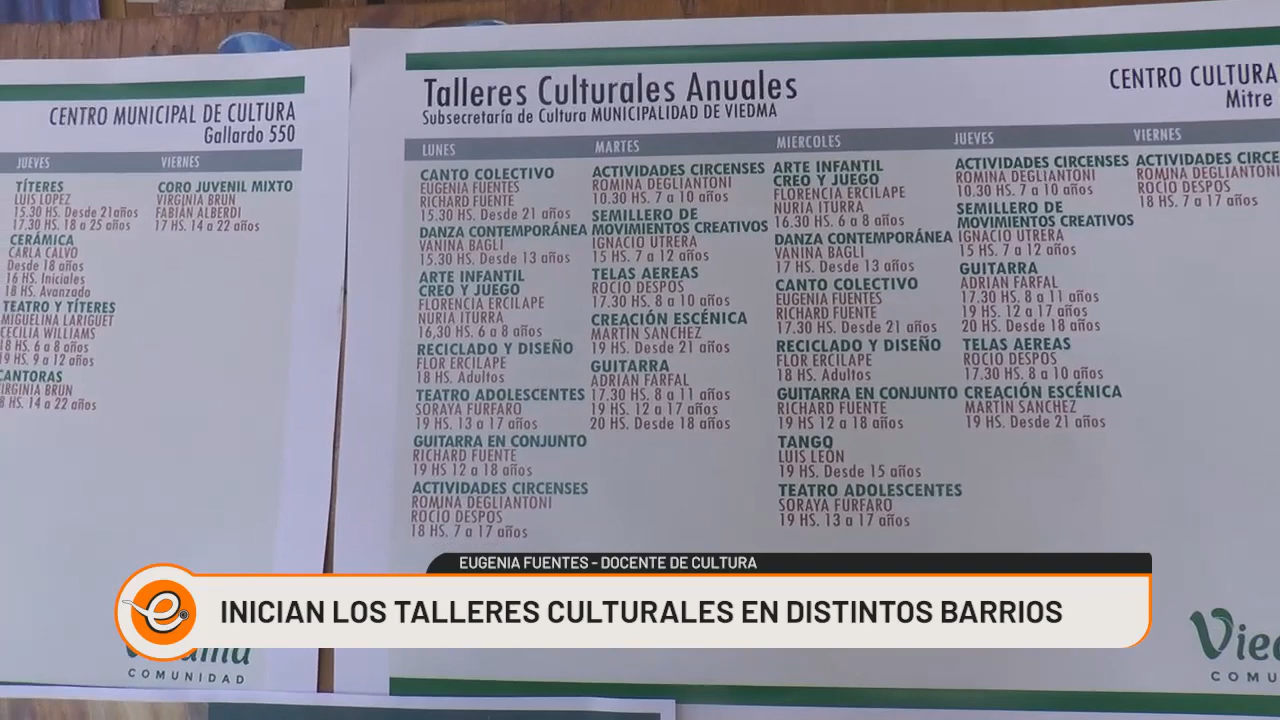 CENTRO MUNICIPAL DE CULTURA
Gallardo 550
JUEVES
VIERNES
TÍTERES
LUIS LOPEZ
15.30 HS. Desde 21años
17.30 HS. 18 a 25 años
CERÁMICA
CARLA CALVO
Desde 18 años
16 HS. Iniciales
18 HS. Avanzado
TEATRO Y TÍTERES
MIGUELINA LARIGUET
CECILIA WILLIAMS
18 HS. 6 a 8 años
19 HS. 9 a 12 años
CANTORAS
VIRGINIA BRUN
8 HS. 14 a 22 años
CORO JUVENIL MIXTO
VIRGINIA BRUN
FABIÁN ALBERDI
17 HS. 14 a 22 años
Talleres Culturales Anuales
Subsecretaría de Cultura MUNICIPALIDAD DE VIEDMA
CENTRO CULTURA
Mitre
LUNES
MARTES
MIERCOLES
JUEVES
VIERNES
CANTO COLECTIVO
EUGENIA FUENTES
RICHARD FUENTE
15.30 HS. Desde 21 años
DANZA CONTEMPORÁNEA
VANINA BAGLI
15.30 HS. Desde 13 años
ARTE INFANTIL
CREO Y JUEGO
FLORENCIA ERCILAPE
NURIA ITURRA
16,30 HS. 6 a 8 años
RECICLADO Y DISEÑO
FLOR ERCILAPE
18 HS. Adultos
TEATRO ADOLESCENTES
SORAYA FURFARO
19 HS. 13 a 17 años
GUITARRA EN CONJUNTO
RICHARD FUENTE
19 HS 12 a 18 años
ACTIVIDADES CIRCENSES
ROMINA DEGLIANTONI
ROCÍO DESPOS
18 HS. 7 a 17 años
ACTIVIDADES CIRCENSES
ROMINA DEGLIANTONI
10.30 HS. 7 a 10 años
SEMILLERO DE
MOVIMIENTOS CREATIVOS
IGNACIO UTRERA
15 HS. 7 a 12 años
TELAS AEREAS
ROCÍO DESPOS
17.30 HS. 8 a 10 años
CREACIÓN ESCÉNICA
MARTÍN SANCHEZ
19 HS. Desde 21 años
GUITARRA
ADRIAN FARFAL
17.30 HS. 8 a 11 años
19 HS. 12 a 17 años
20 HS. Desde 18 años
ARTE INFANTIL
CREO Y JUEGO
FLORENCIA ERCILAPE
NURIA ITURRA
16.30 HS. 6 a 8 años
DANZA CONTEMPORÁNEA
VANINA BAGLI
17 HS. Desde 13 años
CANTO COLECTIVO
EUGENIA FUENTES
RICHARD FUENTE
17.30 HS. Desde 21 años
RECICLADO Y DISEÑO
FLOR ERCILAPE
18 HS. Adultos
GUITARRA EN CONJUNTO
RICHARD FUENTE
19 HS 12 a 18 años
TANGO
LUIS LEÓN
19 HS. Desde 15 años
TEATRO ADOLESCENTES
SORAYA FURFARO
19 HS. 13 a 17 años
ACTIVIDADES CIRCENSES
ROMINA DEGLIANTONI
10.30 HS. 7 a 10 años
SEMILLERO DE
MOVIMIENTOS CREATIVOS
IGNACIO UTRERA
15 HS. 7 a 12 años
GUITARRA
ADRIAN FARFAL
17.30 HS. 8 a 11 años
19 HS. 12 a 17 años
20 HS. Desde 18 años
TELAS AEREAS
ROCÍO DESPOS
17.30 HS. 8 a 10 años
CREACIÓN ESCÉNICA
MARTÍN SANCHEZ
19 HS. Desde 21 años
ACTIVIDADES CIRCE
ROMINA DEGLIANTONI
ROCÍO DESPOS
18 HS. 7 a 17 años
EUGENIA FUENTES - DOCENTE DE CULTURA
e
INICIAN LOS TALLERES CULTURALES EN DISTINTOS BARRIOS
COMUNIDAD
Vied
COMU